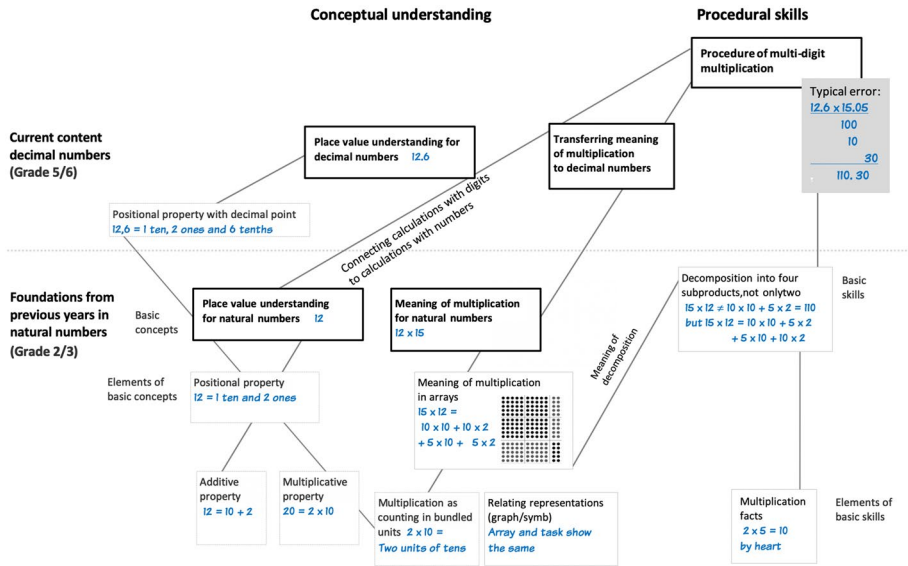 Conceptual understanding
Procedural skills
Procedure of multi-digit
multiplication
Typical error:
12.6 x 15.05
100
10
30
110. 30
Current content
decimal numbers
(Grade 5/6)
Place value understanding for
decimal numbers 12,6
Transferring meaning
of multiplication
to decimal numbers
Positional property with decimal point
12,6 = 1 ten, 2 ones and 6 tenths
Connecting calculations with digits
to calculations with numbers
Foundations from
previous years in
natural numbers
(Grade 2/3)
Basic
concepts
Place value understanding
for natural numbers 12
Meaning of multiplication
for natural numbers
12 x 15
Decomposition into four
subproducts,not onlytwo
15 x 12 ≠ 10 x 10 + 5 x 2 = 110
but 15 x 12 = 10 x 10 + 5 x 2
+ 5 x 10 + 10 x 2
Basic
skills
Meaning of
decomposition
Elements of
basic concepts
Positional property
12 = 1 ten and 2 ones
Meaning of multiplication
in arrays
15 x 12 =
10 x 10 + 10 x 2
+ 5 x 10 + 5 x 2
Additive
property
12 = 10 + 2
Multiplicative
property
20 = 2 x 10
Multiplication as
counting in bundled
units 2 x 10 =
Two units of tens
Relating representations
(graph/symb)
Array and task show
the same
Multiplication
facts
2 x 5 = 10
by heart
Elements of
basic skills